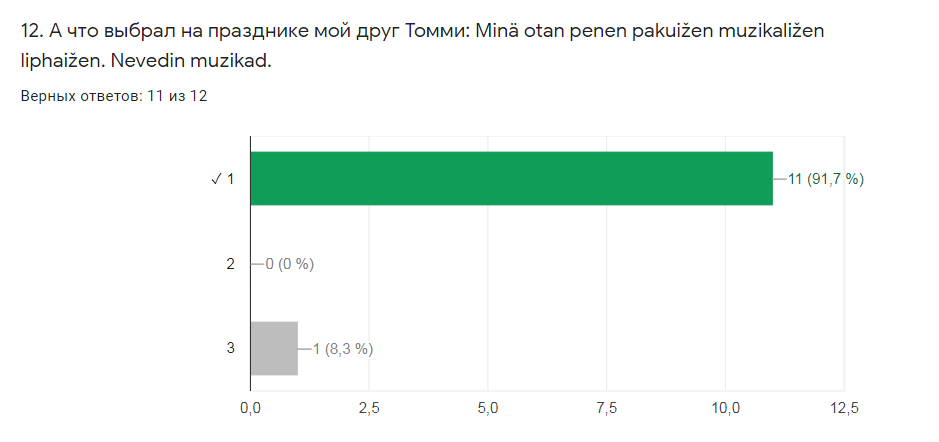 12. А что выбрал на празднике мой друг Томми: Minä otan penen pakuižen muzikaližen
liphaižen. Nevedin muzikad.
Верных ответов: 11 из 12
✓ 1
11 (91,7 %)
2
0 (0 %)
3
1 (8,3 %)
0,0 2,5 5,0 7,5 10,0 12,5